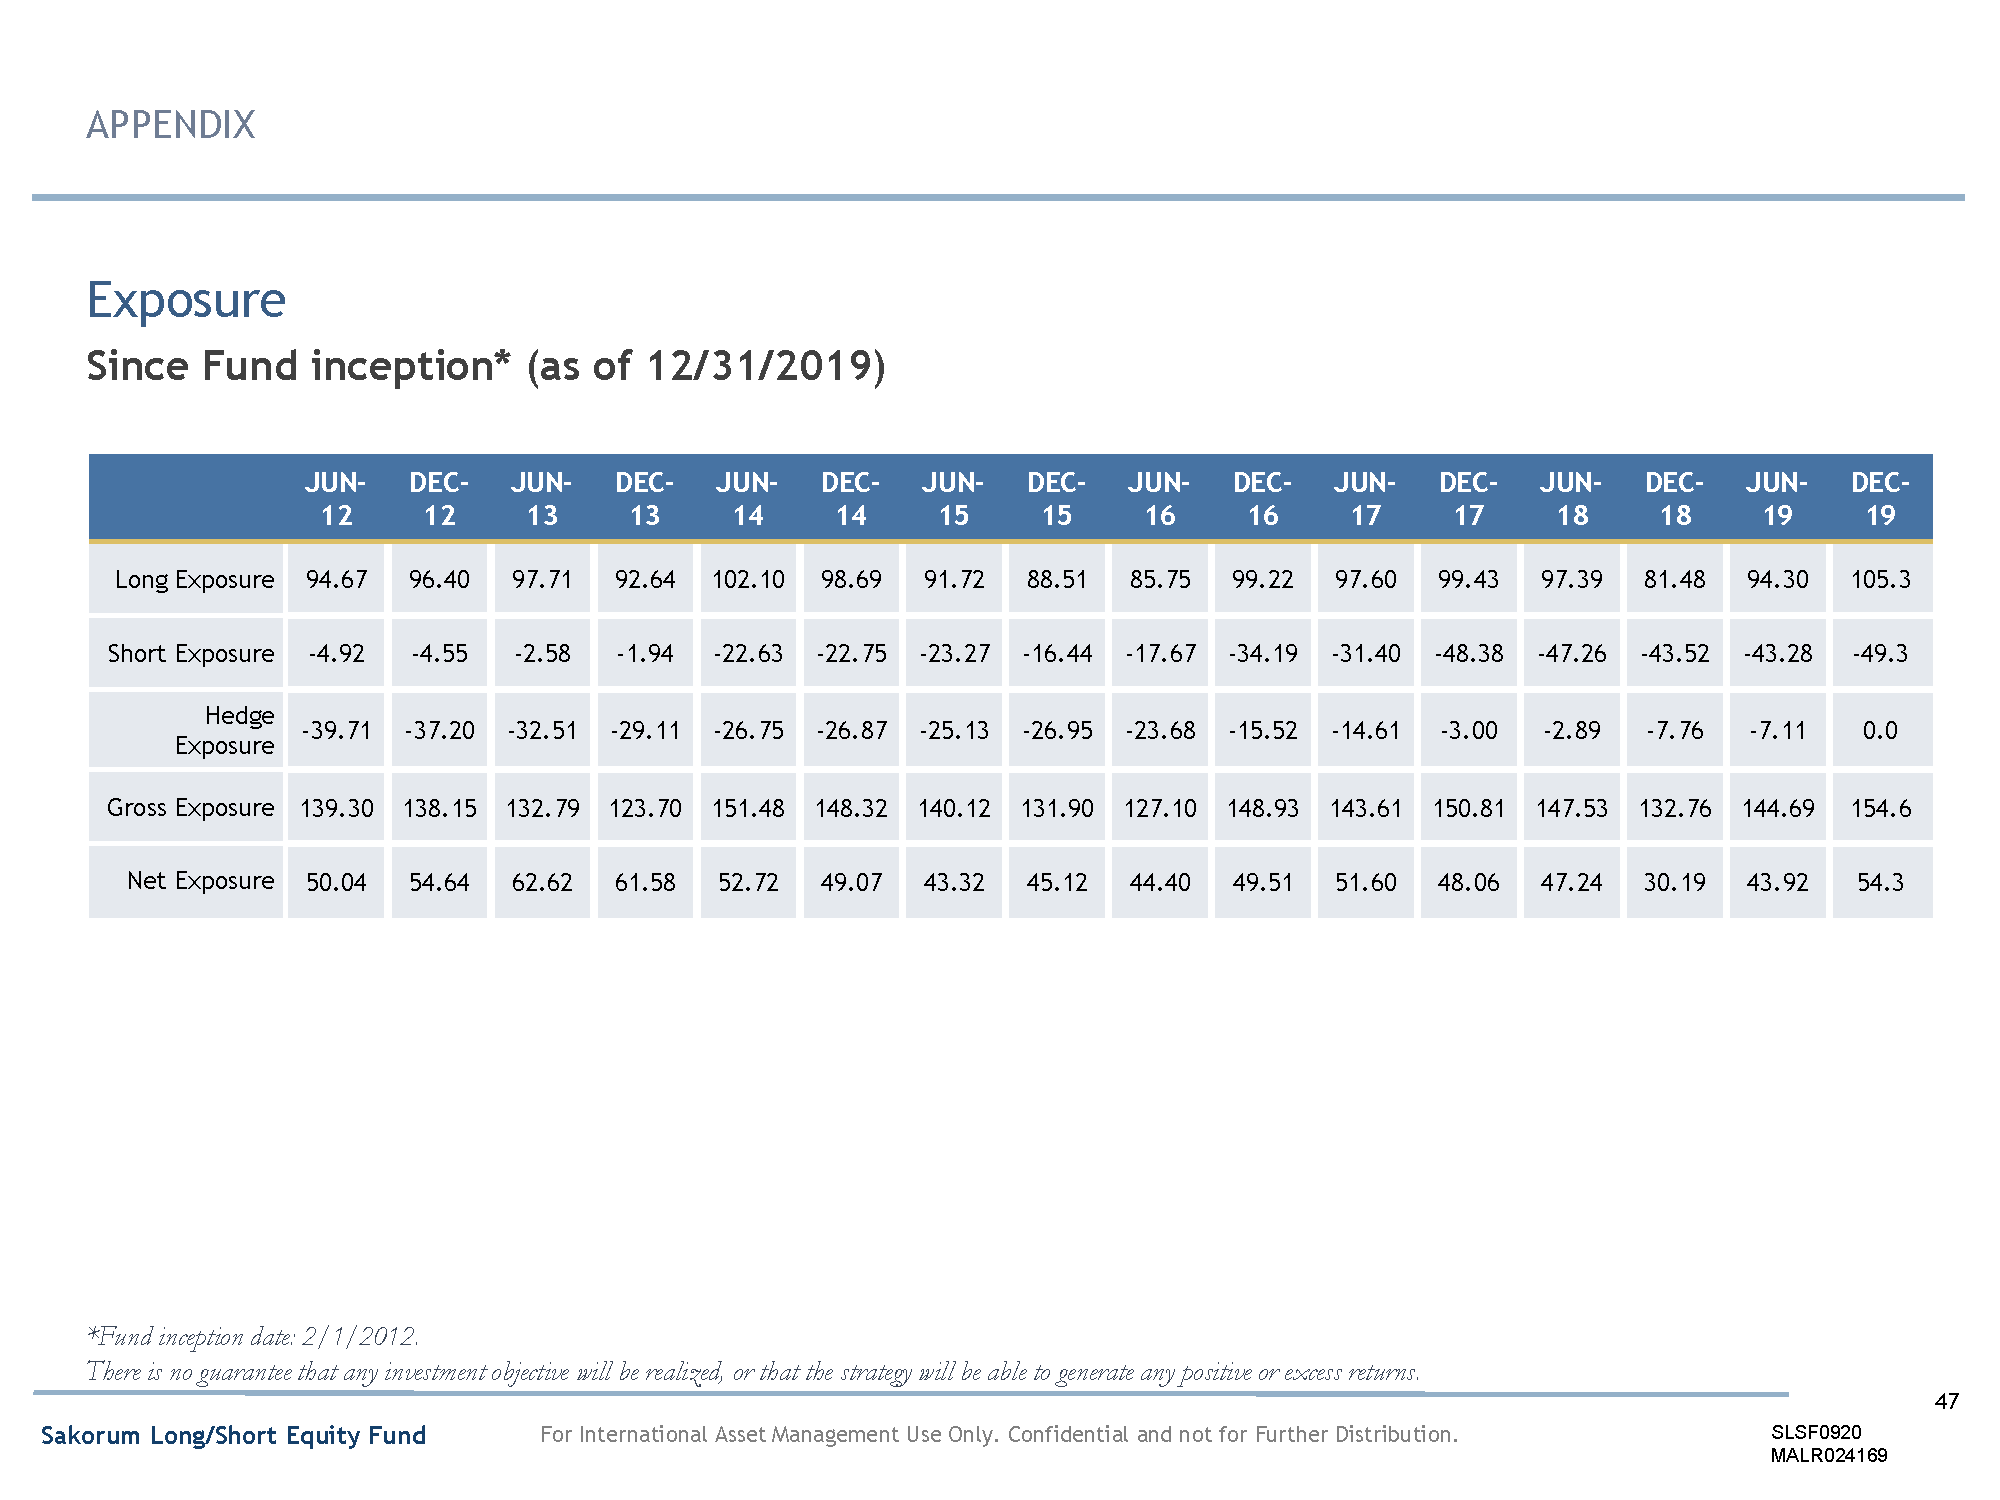 APPENDIX
Exposure
Since Fund inception* (as of 12/31/2019)
JUN- DEC- JUN- DEC- JUN- DEC- JUN- DEC- JUN- DEC- JUN- DEC- JUN- DEC- JUN- DEC-
12 12 13 13 14 14 15 15 16 16 17 17 18 18 19 19
Long Exposure 94.67 96.40 97.71 92.64 102.10 98.69 91.72 88.51 85.75 99.22 97.60 99.43 97.39 81.48 94.30 105.3
Short Exposure -4.92 -4.55 -2.58 -1.94 -22.63 -22.75 -23.27 -16.44 -17.67 -34.19 -31.40 -48.38 -47.26 -43.52 -43.28 -49.3
Hedge
Exposure -39.71 -37.20 -32.51 -29.11 -26.75 -26.87 -25.13 -26.95 -23.68 -15.52 -14.61 -3.00 -2.89 -7.76 -7.11 0.0
Gross Exposure 139.30 138.15 132.79 123.70 151.48 148.32 140.12 131.90 127.10 148.93 143.61 150.81 147.53 132.76 144.69 154.6
Net Exposure 50.04 54.64 62.62 61.58 52.72 49.07 43.32 45.12 44.40 49.51 51.60 48.06 47.24 30.19 43.92 54.3
*Fund inception date: 2/1/2012.
There is no guarantee that any investment objective will be realized, or that the strategy will be able to generate any positive or excess returns.
47
Sakorum Long/Short Equity Fund For International Asset Management Use Only. Confidential and not for Further Distribution. SLSF0920
MALR024169